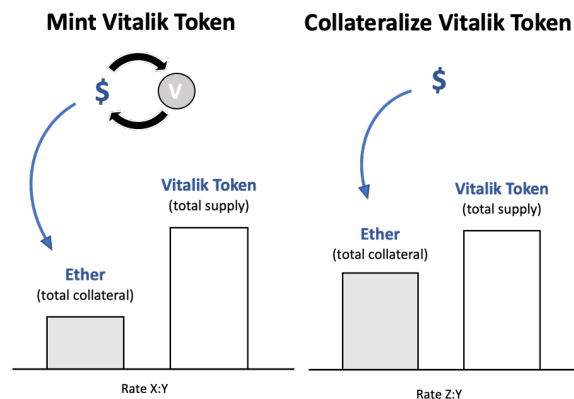 Mint Vitalik Token
$
V
Vitalik Token
(total supply)
Ether
(total collateral)
Rate X:Y
Collateralize Vitalik Token
$
Vitalik Token
(total supply)
Ether
(total collateral)
Rate Z:Y